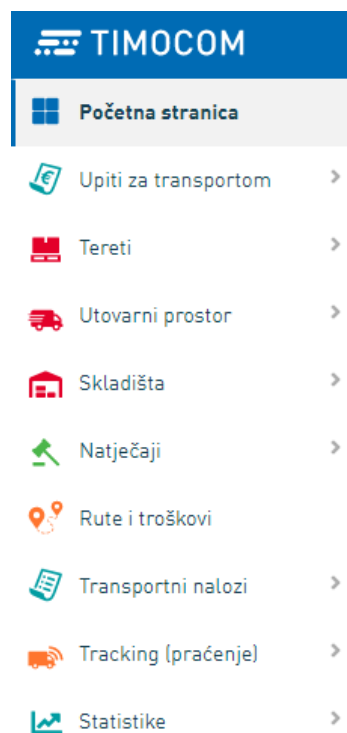 TIMOCOM
Početna stranica
Upiti za transportom
Tereti
Utovarni prostor
Skladišta
Natječaji
Rute i troškovi
Transportni nalozi
Tracking (praćenje)
Statistike